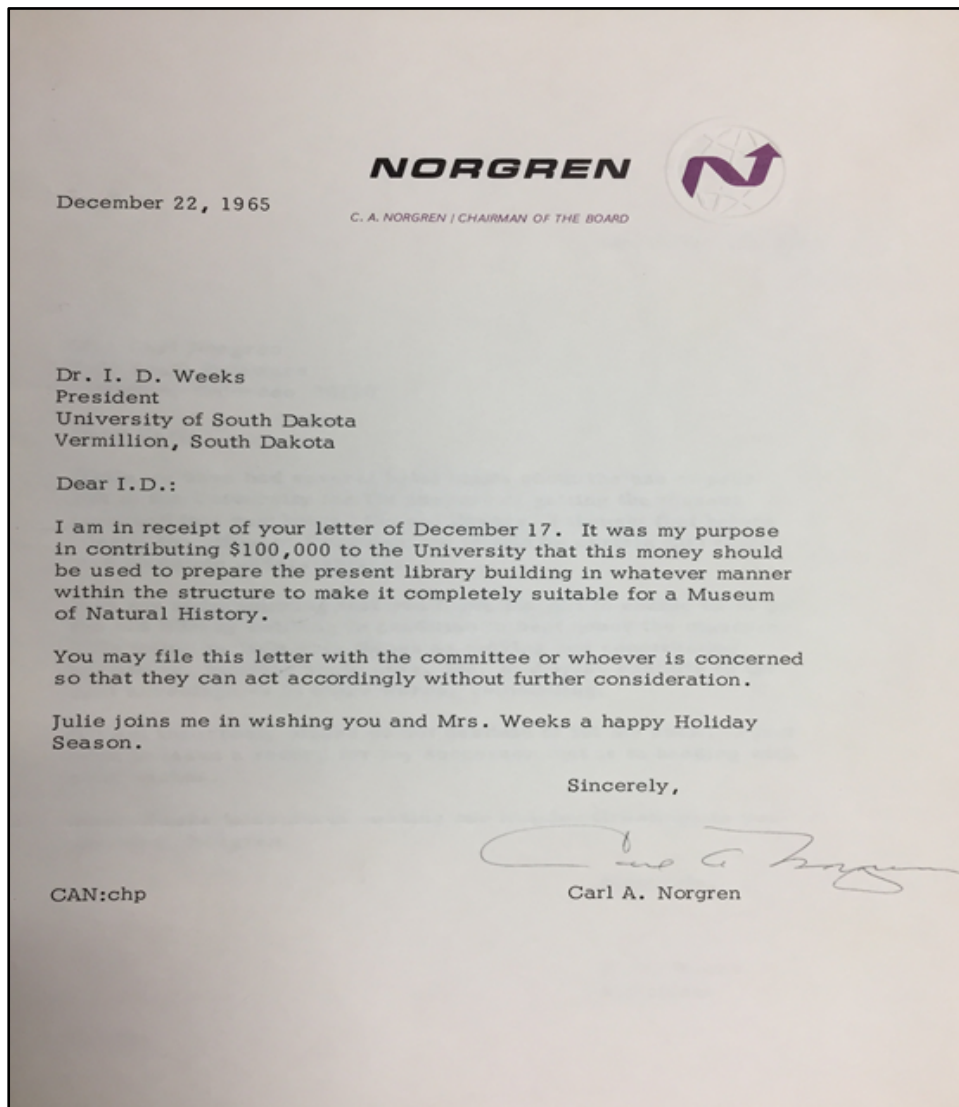 NORGREN
December 22, 1965
C. A. NORGREN / CHAIRMAN OF THE BOARD
Dr. I. D. Weeks
President
University of South Dakota
Vermillion, South Dakota
Dear I.D.:
I am in receipt of your letter of December 17. It was my purpose
in contributing $100,000 to the University that this money should
be used to prepare the present library building in whatever manner
within the structure to make it completely suitable for a Museum
of Natural History.
You may file this letter with the committee or whoever is concerned
so that they can act accordingly without further consideration.
Julie joins me in wishing you and Mrs. Weeks a happy Holiday
Season.
Sincerely,
Carl A Norgren
CAN:chp
Carl A. Norgren